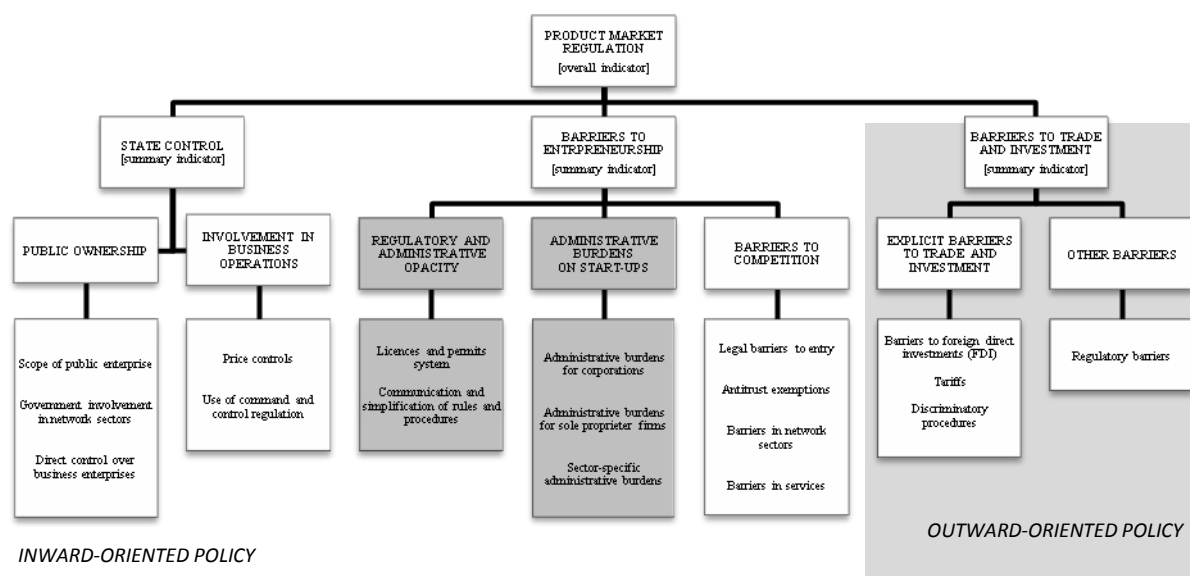 PRODUCT MARKET
REGULATION
[overall indicator]
STATE CONTROL
[summary indicator]
BARRIERS TO
ENTRPRENEURSHIP
[summary indicator]
BARRIERS TO TRADE
AND INVESTMENT
[summary indicator]
PUBLIC OWNERSHIP
INVOLVEMENT IN
BUSINESS
OPERATIONS
REGULATORY AND
ADMINISTRATIVE
OPACITY
ADMINISTRATIVE
BURDENS
ON START-UPS
BARRIERS TO
COMPETITION
EXPLICIT BARRIERS
TO TRADE AND
INVESTMENT
OTHER BARRIERS
Scope of public enterprise
Government involvement
in network sectors
Direct control over
business enterprises
Price controls
Use of command and
control regulation
Licences and permits
system
Communication and
simplification of rules and
procedures
Administrative burdens
for corporations
Administrative burdens
for sole proprieter firms
Sector-specific
administrative burdens
Legal barriers to entry
Antitrust exemptions
Barriers in network
sectors
Barriers in services
Barriers to foreign direct
investments (FDI)
Tariffs
Discriminatory
procedures
Regulatory barriers
INWARD-ORIENTED POLICY
OUTWARD-ORIENTED POLICY